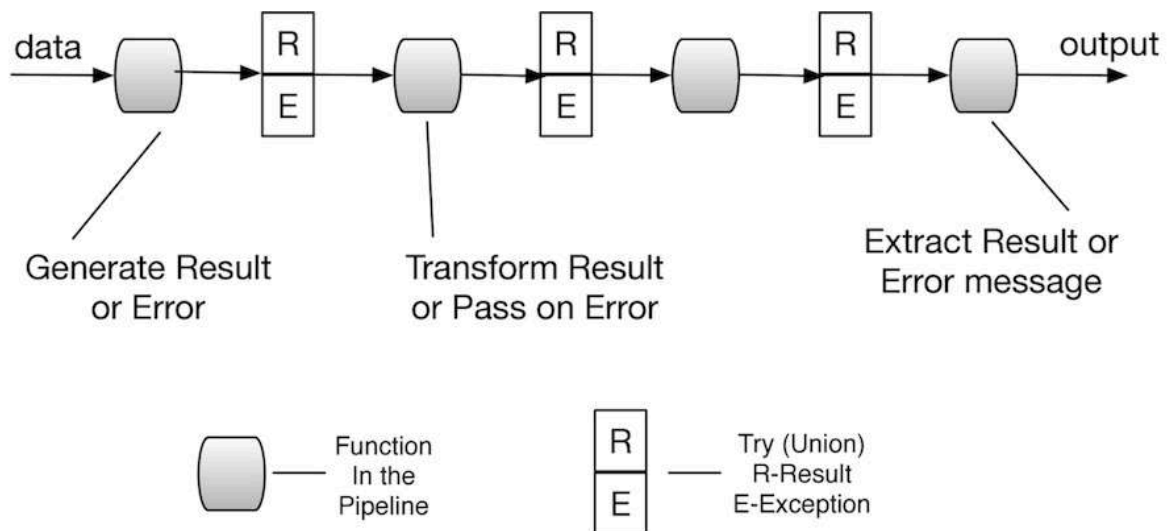 data
R
E
R
E
R
E
output
Generate Result
or Error
Transform Result
or Pass on Error
Extract Result or
Error message
Function
In the
Pipeline
R
E
Try (Union)
R-Result
E-Exception